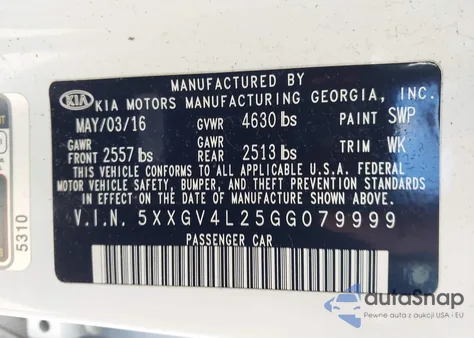 MANUFACTURED BY
KIA KIA MOTORS MANUFACTURING GEORGIA, INC.
MAY/03/16 GVWR 4630 lbs PAINT SWP
GAWR FRONT 2557 lbs GAWR REAR 2513 lbs TRIM WK
THIS VEHICLE CONFORMS TO ALL APPLICABLE U.S.A. FEDERAL
MOTOR VEHICLE SAFETY, BUMPER, AND THEFT PREVENTION STANDARDS
IN EFFECT ON THE DATE OF MANUFACTURE SHOWN ABOVE.
V.I.N. 5XXGV4L25GG079999
PASSENGER CAR
5310
autoSnap
Pewne auta z aukcji USA i EU